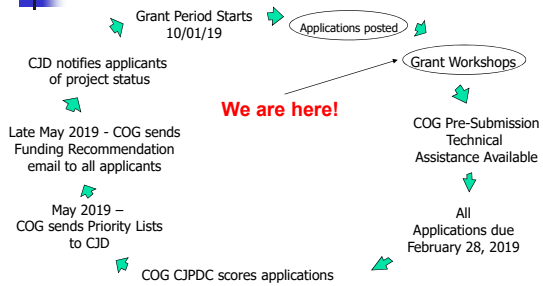 Grant Period Starts
10/01/19
Applications posted
Grant Workshops
We are here!
COG Pre-Submission
Technical
Assistance Available
All
Applications due
February 28, 2019
COG CJPDC scores applications
May 2019 –
COG sends Priority Lists
to CJD
Late May 2019 - COG sends
Funding Recommendation
email to all applicants
CJD notifies applicants
of project status